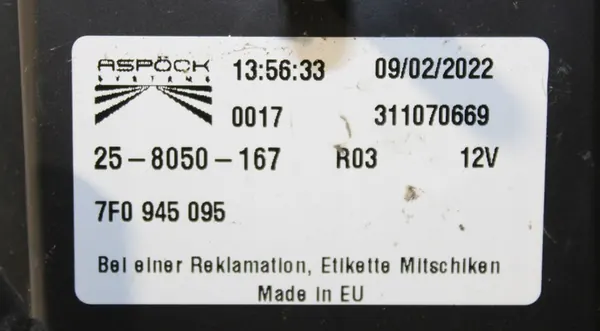 ASPÖCK 13:56:33 09/02/2022
SYSTEMS
0017 311070669
25-8050-167 R03 12V
7F0 945 095
Bei einer Reklamation, Etikette Mitschiken
Made in EU